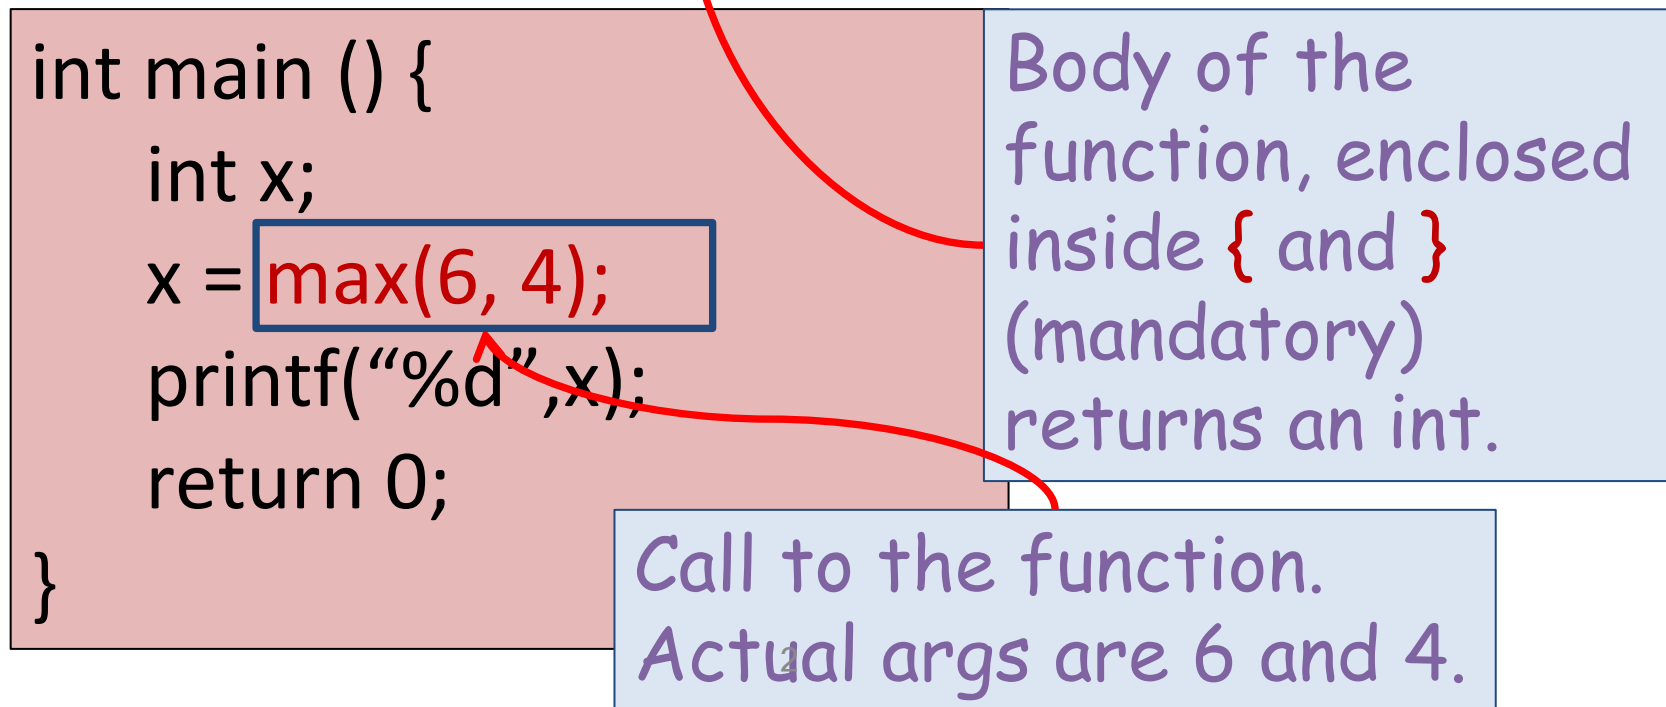 int main () {
int x;
x = max(6, 4);
printf(“%d”,x);
return 0;
}
Body of the
function, enclosed
inside { and }
(mandatory)
returns an int.
Call to the function.
Actual args are 6 and 4.
2